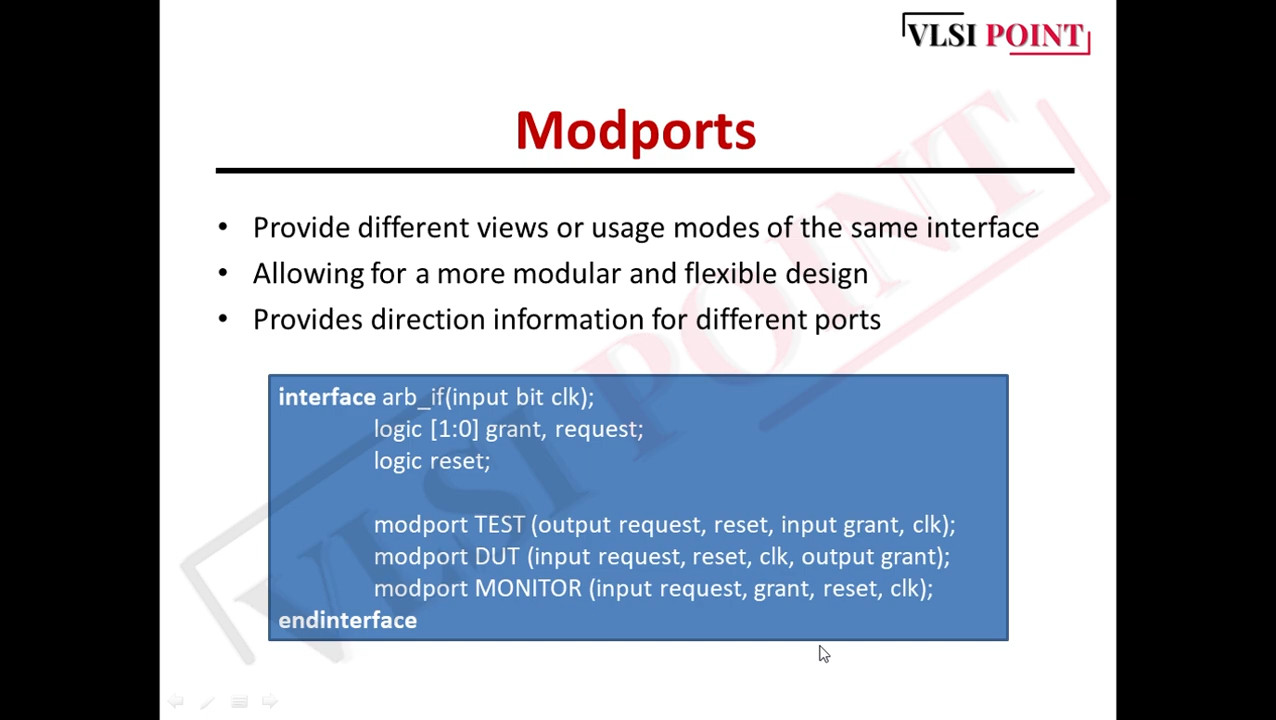 VLSI POINT
Modports
• Provide different views or usage modes of the same interface
• Allowing for a more modular and flexible design
• Provides direction information for different ports
interface arb_if(input bit clk);
logic [1:0] grant, request;
logic reset;
modport TEST (output request, reset, input grant, clk);
modport DUT (input request, reset, clk, output grant);
modport MONITOR (input request, grant, reset, clk);
endinterface
VLSI POINT